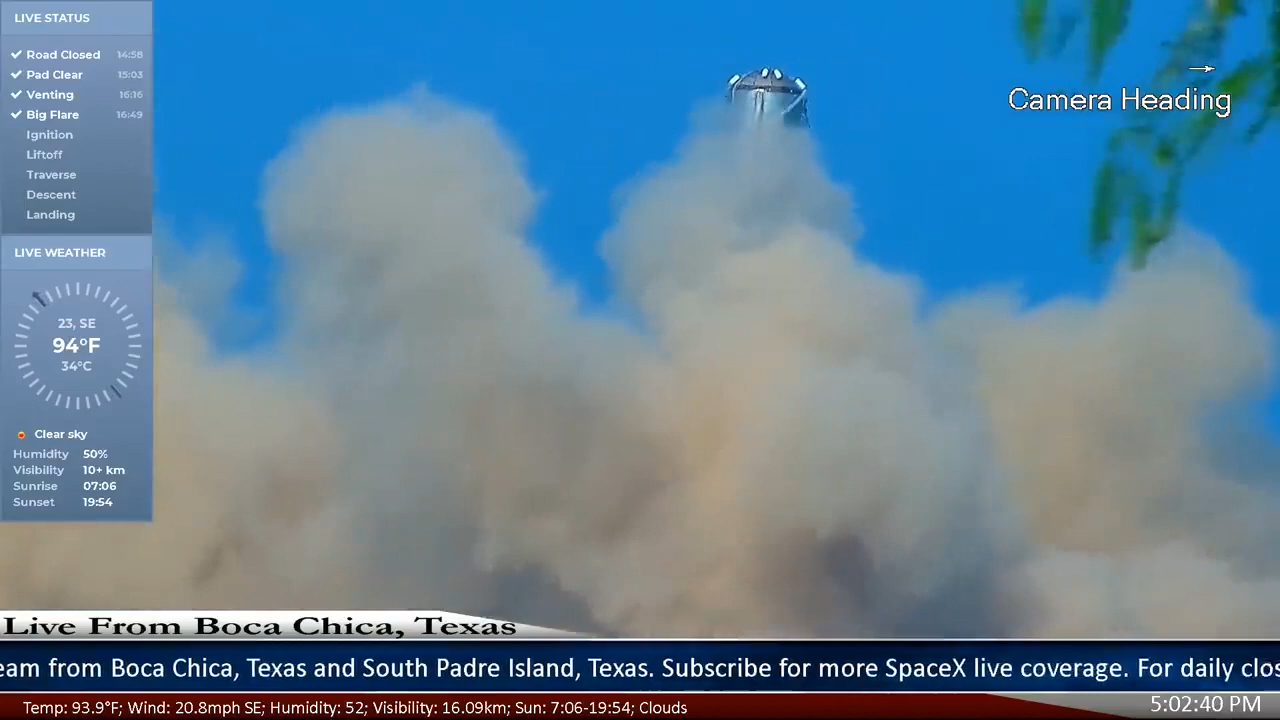 LIVE STATUS
Road Closed 14:58
Pad Clear 15:03
Venting 16:16
Big Flare 16:49
Ignition
Liftoff
Traverse
Descent
Landing
LIVE WEATHER
23, SE
94°F
34°C
Clear sky
Humidity 50%
Visibility 10+ km
Sunrise 07:06
Sunset 19:54
Camera Heading
Live From Boca Chica, Texas
eam from Boca Chica, Texas and South Padre Island, Texas. Subscribe for more SpaceX live coverage. For daily clos
Temp: 93.9°F; Wind: 20.8mph SE; Humidity: 52; Visibility: 16.09km; Sun: 7:06-19:54; Clouds
5:02:40 PM